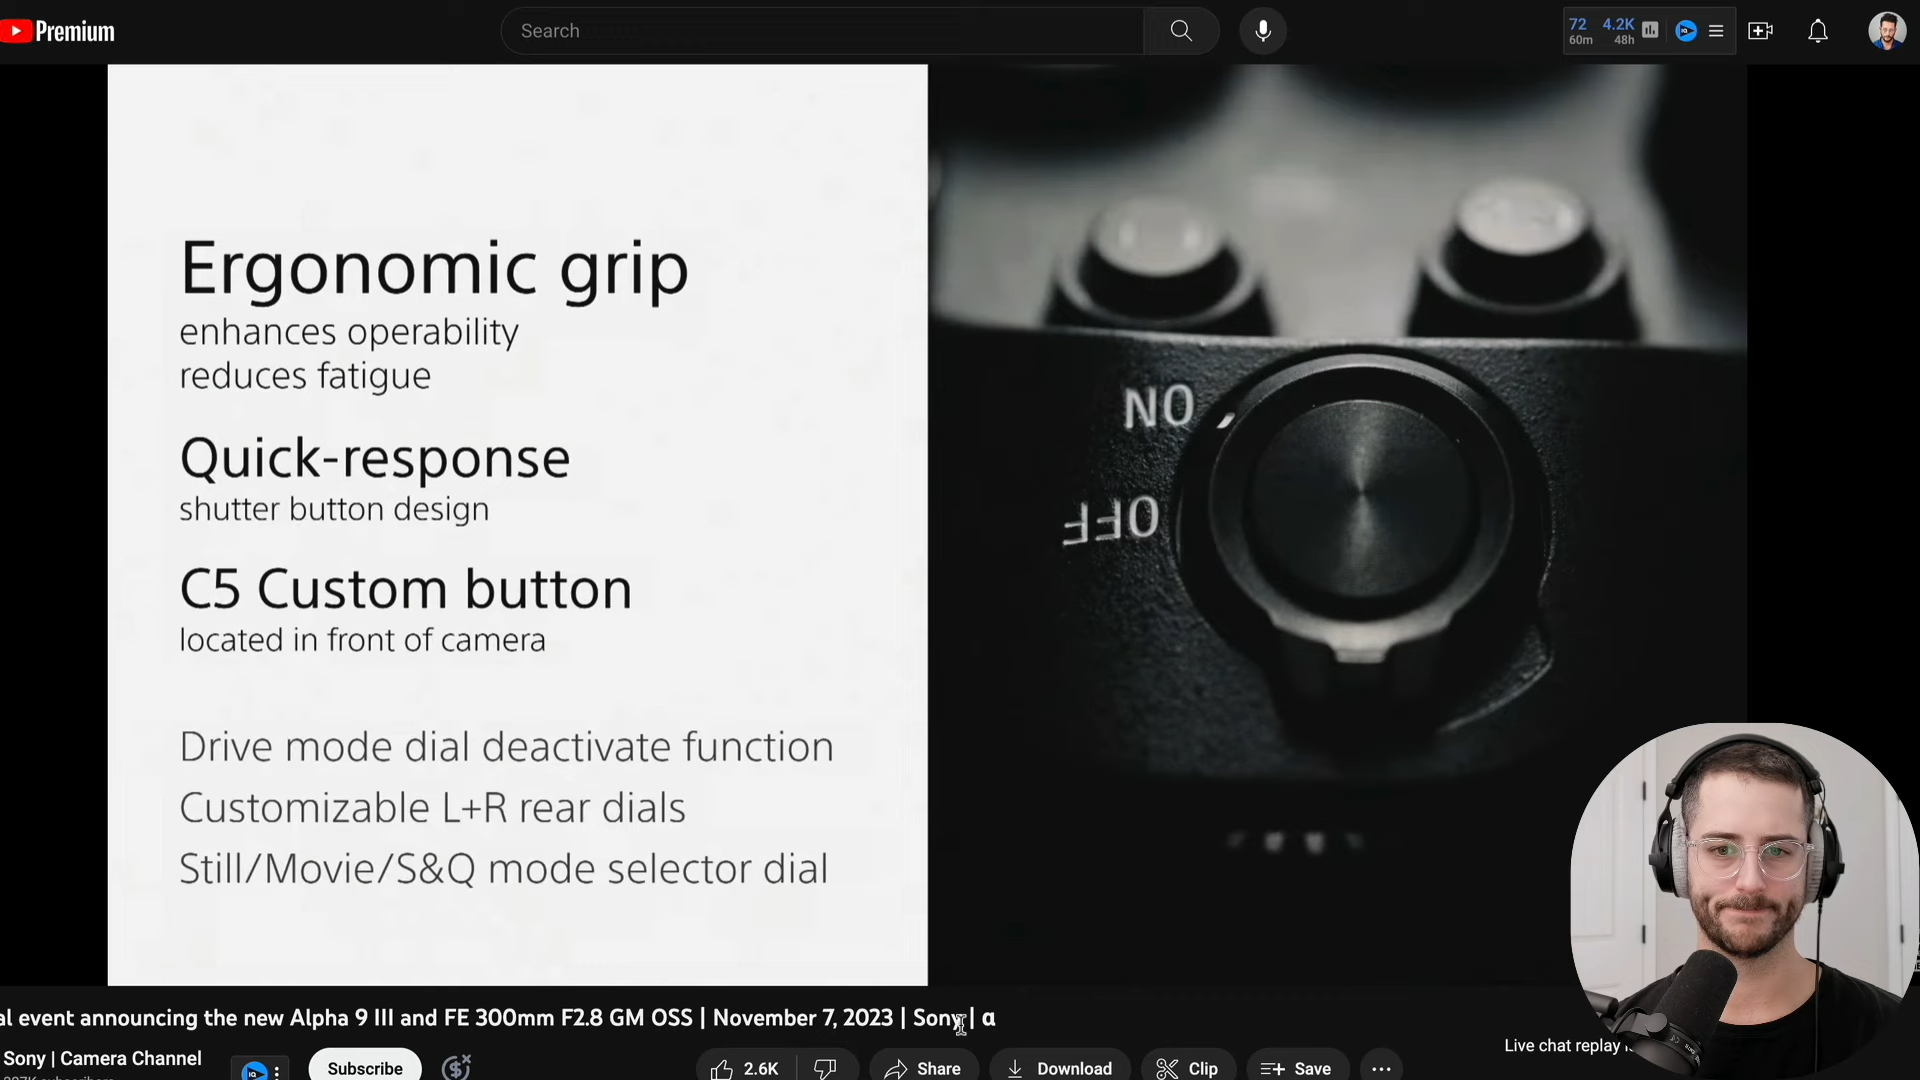 Premium
Search
72 4.2K
60m 48h
Ergonomic grip
enhances operability
reduces fatigue
Quick-response
shutter button design
C5 Custom button
located in front of camera
Drive mode dial deactivate function
Customizable L+R rear dials
Still/Movie/S&Q mode selector dial
ON
OFF
al event announcing the new Alpha 9 III and FE 300mm F2.8 GM OSS | November 7, 2023 | Sony | α
Sony | Camera Channel
Subscribe
2.6K
Share
Download
Clip
Save
Live chat replay